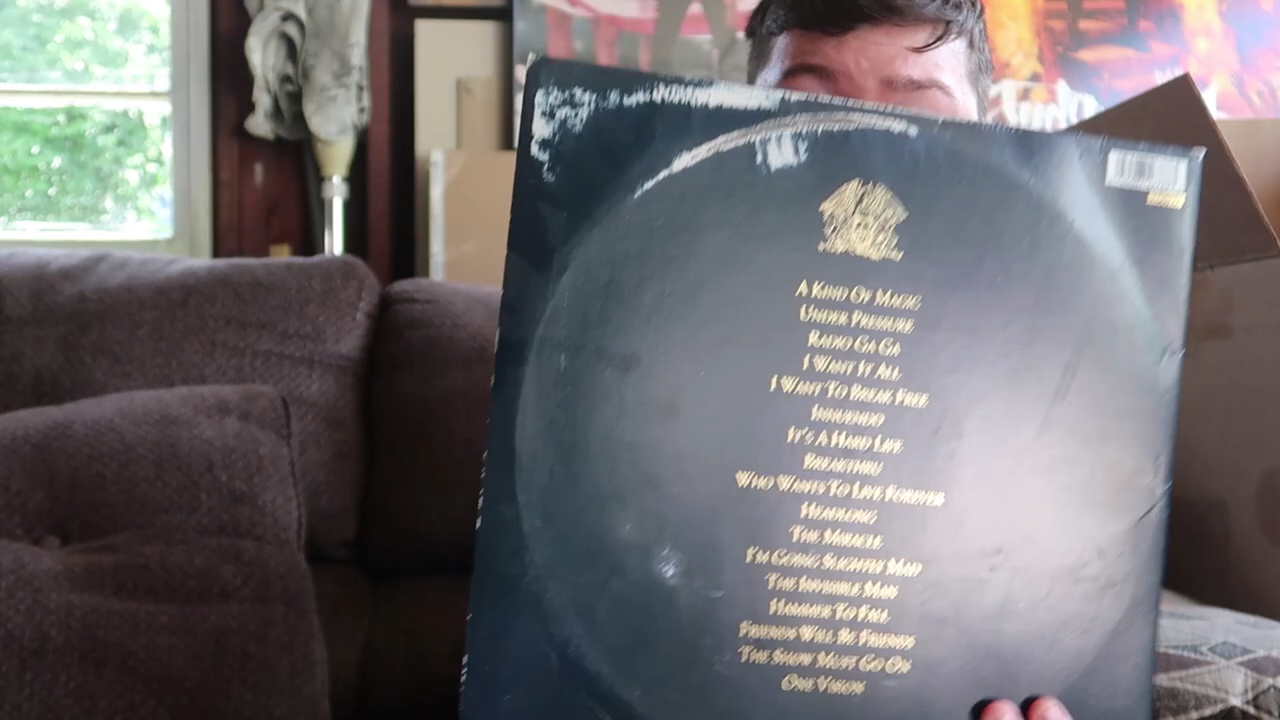 A KIND OF MAGIC
UNDER PRESSURE
RADIO GA GA
I WANT IT ALL
I WANT TO BREAK FREE
INNUENDO
IT'S A HARD LIFE
BREAKTHRU
WHO WANTS TO LIVE FOREVER
HEADLONG
THE MIRACLE
I'M GOING SLIGHTLY MAD
THE INVISIBLE MAN
HAMMER TO FALL
FRIENDS WILL BE FRIENDS
THE SHOW MUST GO ON
ONE VISION